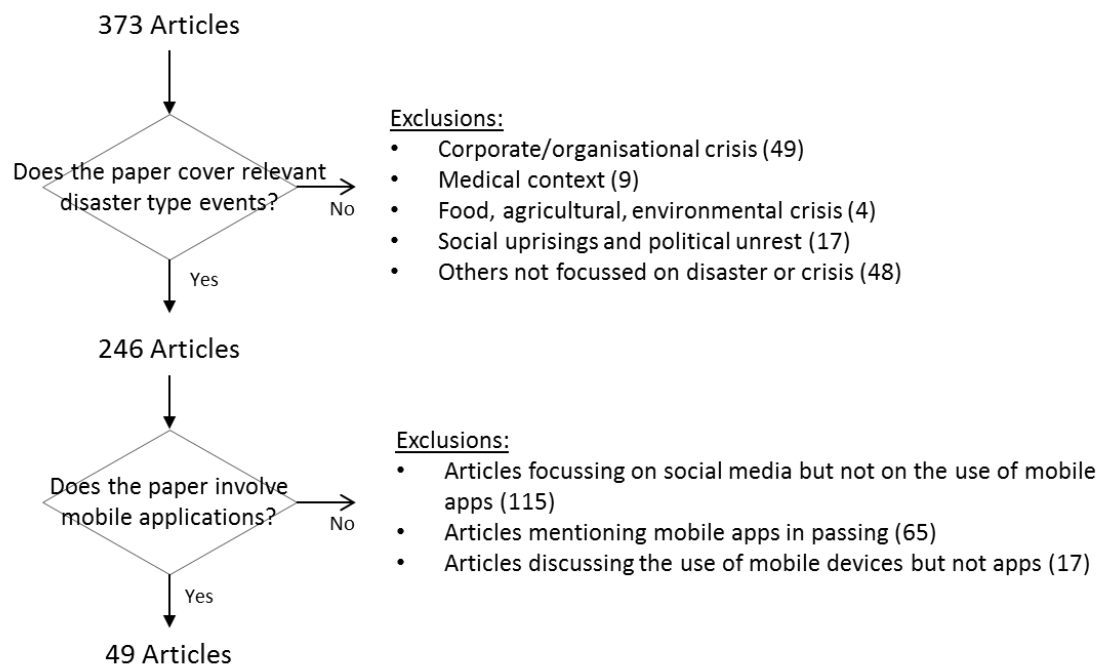 373 Articles
Does the paper cover relevant
disaster type events?
No
Yes
Exclusions:
• Corporate/organisational crisis (49)
• Medical context (9)
• Food, agricultural, environmental crisis (4)
• Social uprisings and political unrest (17)
• Others not focussed on disaster or crisis (48)
246 Articles
Does the paper involve
mobile applications?
No
Yes
Exclusions:
• Articles focussing on social media but not on the use of mobile
apps (115)
• Articles mentioning mobile apps in passing (65)
• Articles discussing the use of mobile devices but not apps (17)
49 Articles